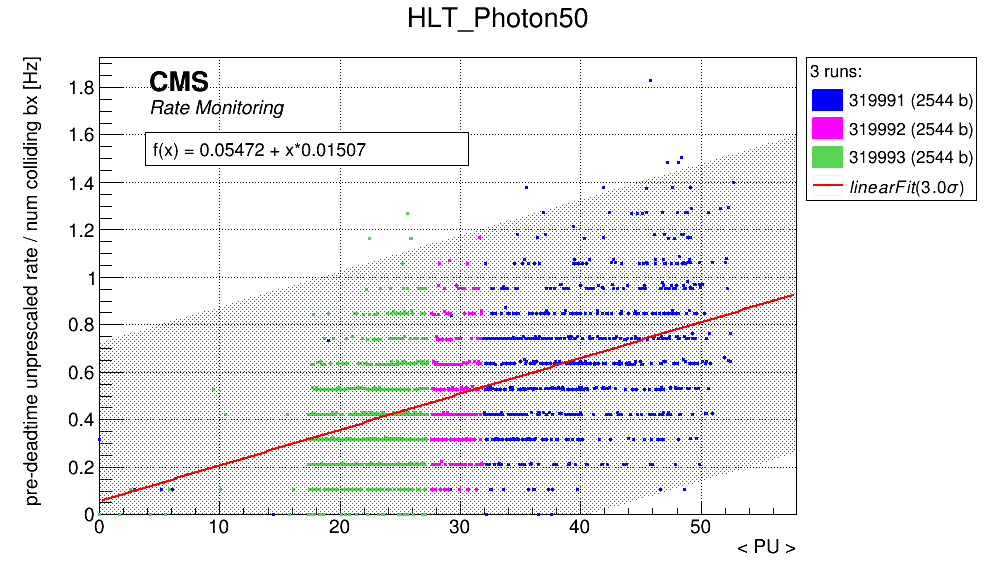 HLT_Photon50
pre-deadtime unprescaled rate / num colliding bx [Hz]
CMS
Rate Monitoring
f(x) = 0.05472 + x*0.01507
1.8
1.6
1.4
1.2
1
0.8
0.6
0.4
0.2
0
0 10 20 30 40 50
< PU >
3 runs:
319991 (2544 b)
319992 (2544 b)
319993 (2544 b)
linearFit(3.0σ)